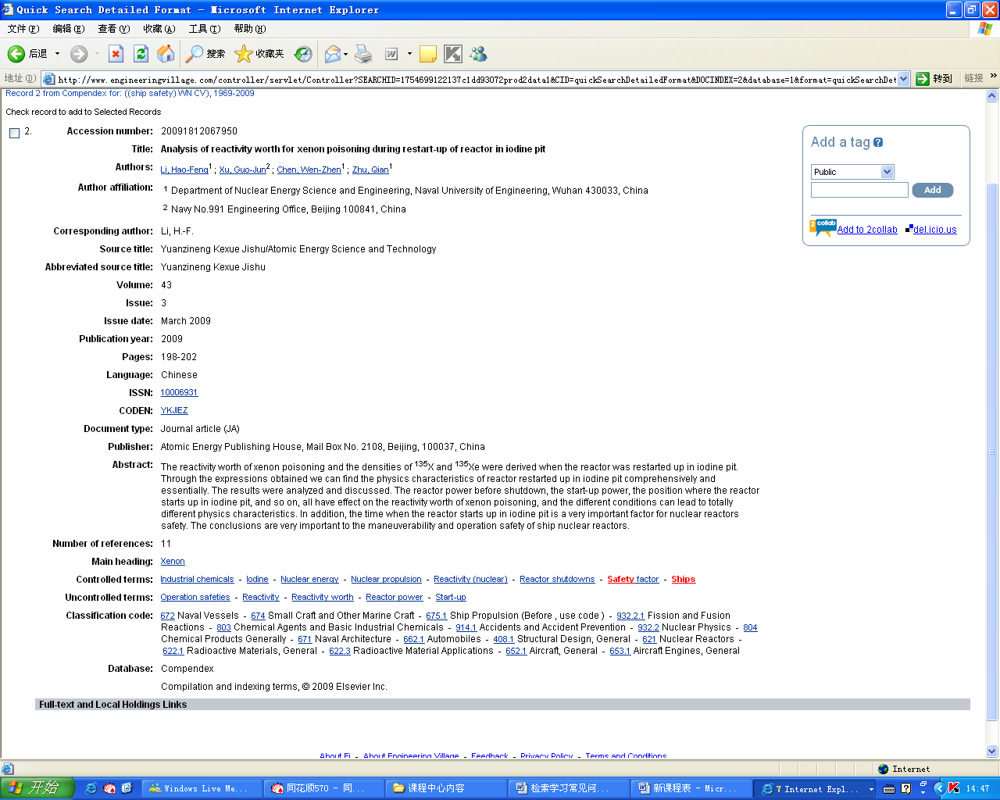 Quick Search Detailed Format - Microsoft Internet Explorer
文件(F) 编辑(E) 查看(V) 收藏(A) 工具(T) 帮助(H)
后退 搜索 收藏夹
地址(D) http://www.engineeringvillage.com/controller/servlet/Controller?SEARCHID=1754699122137c1dd93072prod2data1&CID=quickSearchDetailedFormat&DOCINDEX=2&database=1&format=quickSearchDet 转到 链接 »
Record 2 from Compendex for: ((ship safety) WN CV), 1969-2009
Check record to add to Selected Records
2. Accession number: 20091812067950
Title: Analysis of reactivity worth for xenon poisoning during restart-up of reactor in iodine pit
Authors: Li, Hao-Feng1 ; Xu, Guo-Jun2 ; Chen, Wen-Zhen1 ; Zhu, Qian1
Author affiliation: 1 Department of Nuclear Energy Science and Engineering, Naval University of Engineering, Wuhan 430033, China
2 Navy No.991 Engineering Office, Beijing 100841, China
Corresponding author: Li, H.-F.
Source title: Yuanzineng Kexue Jishu/Atomic Energy Science and Technology
Abbreviated source title: Yuanzineng Kexue Jishu
Volume: 43
Issue: 3
Issue date: March 2009
Publication year: 2009
Pages: 198-202
Language: Chinese
ISSN: 10006931
CODEN: YKJIEZ
Document type: Journal article (JA)
Publisher: Atomic Energy Publishing House, Mail Box No. 2108, Beijing, 100037, China
Abstract: The reactivity worth of xenon poisoning and the densities of 135X and 135Xe were derived when the reactor was restarted up in iodine pit.
Through the expressions obtained we can find the physics characteristics of reactor restarted up in iodine pit comprehensively and
essentially. The results were analyzed and discussed. The reactor power before shutdown, the start-up power, the position where the reactor
starts up in iodine pit, and so on, all have effect on the reactivity worth of xenon poisoning, and the different conditions can lead to totally
different physics characteristics. In addition, the time when the reactor starts up in iodine pit is a very important factor for nuclear reactors
safety. The conclusions are very important to the maneuverability and operation safety of ship nuclear reactors.
Number of references: 11
Main heading: Xenon
Controlled terms: Industrial chemicals - Iodine - Nuclear energy - Nuclear propulsion - Reactivity (nuclear) - Reactor shutdowns - Safety factor - Ships
Uncontrolled terms: Operation safeties - Reactivity - Reactivity worth - Reactor power - Start-up
Classification code: 672 Naval Vessels - 674 Small Craft and Other Marine Craft - 675.1 Ship Propulsion (Before , use code ) - 932.2.1 Fission and Fusion
Reactions - 803 Chemical Agents and Basic Industrial Chemicals - 914.1 Accidents and Accident Prevention - 932.2 Nuclear Physics - 804
Chemical Products Generally - 671 Naval Architecture - 662.1 Automobiles - 408.1 Structural Design, General - 621 Nuclear Reactors -
622.1 Radioactive Materials, General - 622.3 Radioactive Material Applications - 652.1 Aircraft, General - 653.1 Aircraft Engines, General
Database: Compendex
Compilation and indexing terms, © 2009 Elsevier Inc.
Full-text and Local Holdings Links
Add a tag ?
Public
Add
2 collab Add to 2collab del.icio.us
About Ei - About Engineering Village - Feedback - Privacy Policy - Terms and Conditions
Internet
开始 Windows Live Me... 同花顺570 - 同... 课程中心内容 检索学习常见问... 新课程表 - Micr... 7 Internet Expl... 14:47